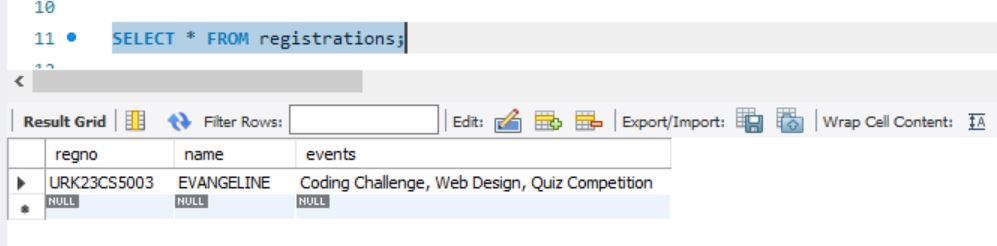 10
11 SELECT * FROM registrations;
Result Grid Filter Rows: Edit: Export/Import: Wrap Cell Content: IA
regno name events
URK23CS5003 EVANGELINE Coding Challenge, Web Design, Quiz Competition
NULL NULL NULL